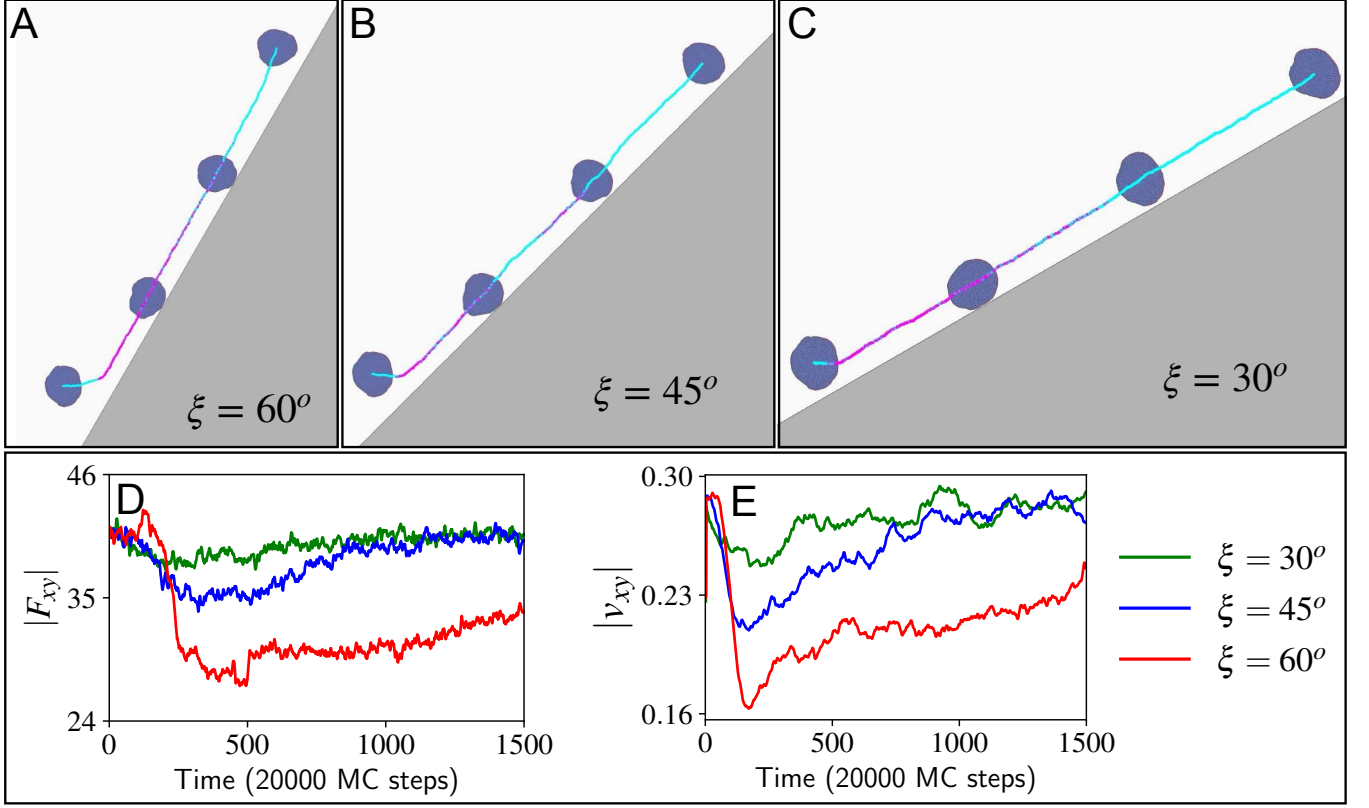 A
B
C
ξ = 60°
ξ = 45°
ξ = 30°
D
E
46
35
24
|F_xy|
0
500
1000
1500
Time (20000 MC steps)
0.30
0.23
0.16
|v_xy|
0
500
1000
1500
Time (20000 MC steps)
ξ = 30°
ξ = 45°
ξ = 60°